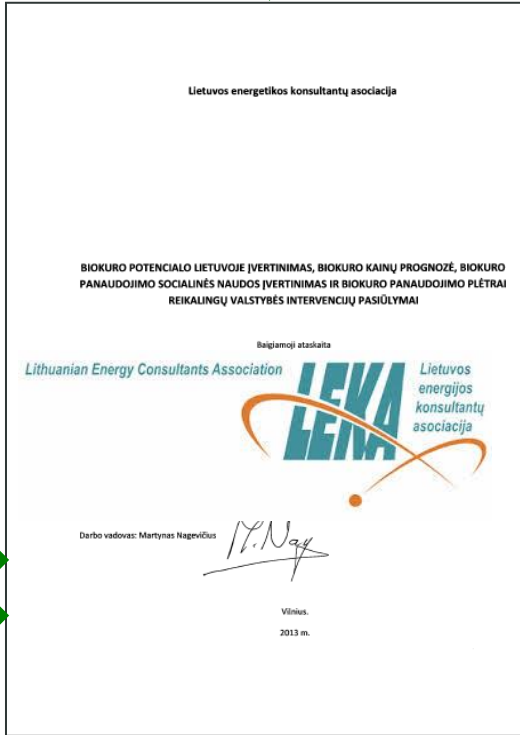 Lietuvos energetikos konsultantų asociacija
BIOKURO POTENCIALO LIETUVOJE ĮVERTINIMAS, BIOKURO KAINŲ PROGNOZĖ, BIOKURO
PANAUDOJIMO SOCIALINĖS NAUDOS ĮVERTINIMAS IR BIOKURO PANAUDOJIMO PLĖTRAI
REIKALINGŲ VALSTYBĖS INTERVENCIJŲ PASIŪLYMAI
Baigiamoji ataskaita
Lithuanian Energy Consultants Association
LEKA
Lietuvos
energijos
konsultantų
asociacija
Darbo vadovas: Martynas Nagevičius
M. Nag
Vilnius.
2013 m.